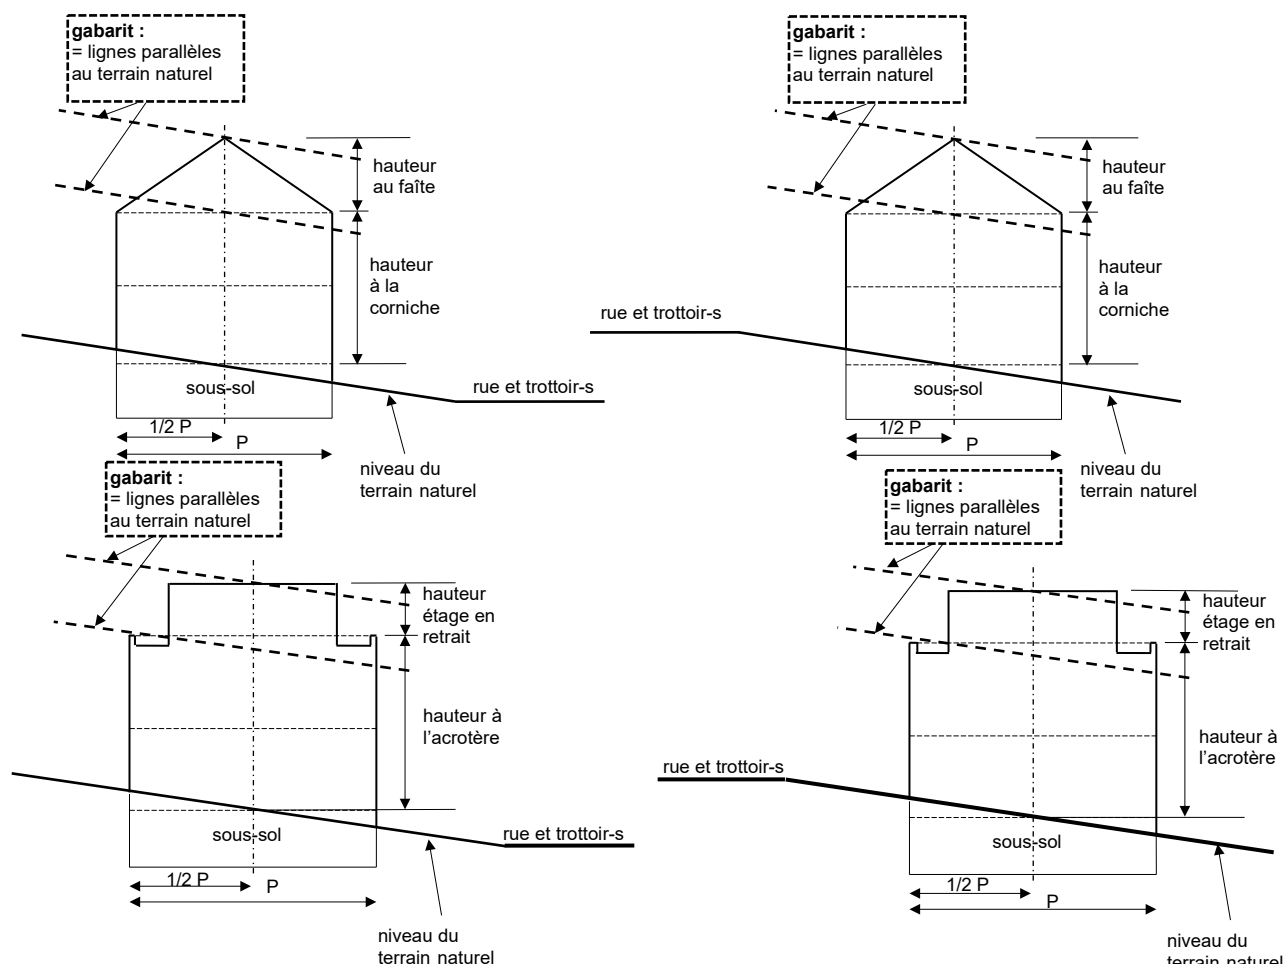 gabarit :
= lignes parallèles
au terrain naturel
hauteur
au faîte
hauteur
à la
corniche
sous-sol
rue et trottoir-s
1/2 P
P
niveau du
terrain naturel
gabarit :
= lignes parallèles
au terrain naturel
hauteur
au faîte
hauteur
à la
corniche
rue et trottoir-s
sous-sol
1/2 P
P
niveau du
terrain naturel
gabarit :
= lignes parallèles
au terrain naturel
hauteur
étage en
retrait
hauteur à
l’acrotère
sous-sol
rue et trottoir-s
1/2 P
P
niveau du
terrain naturel
gabarit :
= lignes parallèles
au terrain naturel
hauteur
étage en
retrait
hauteur à
l’acrotère
rue et trottoir-s
sous-sol
1/2 P
P
niveau du
terrain naturel